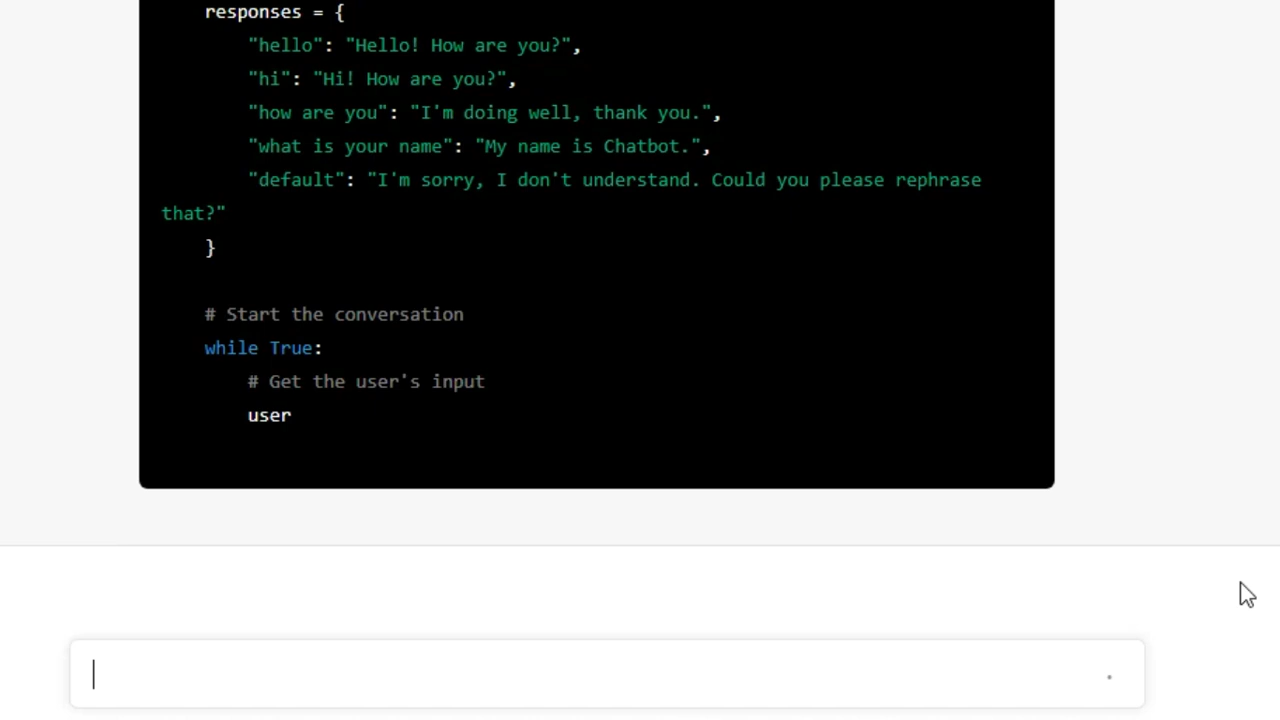 responses = {
"hello": "Hello! How are you?",
"hi": "Hi! How are you?",
"how are you": "I'm doing well, thank you.",
"what is your name": "My name is Chatbot.",
"default": "I'm sorry, I don't understand. Could you please rephrase
that?"
}
# Start the conversation
while True:
# Get the user's input
user